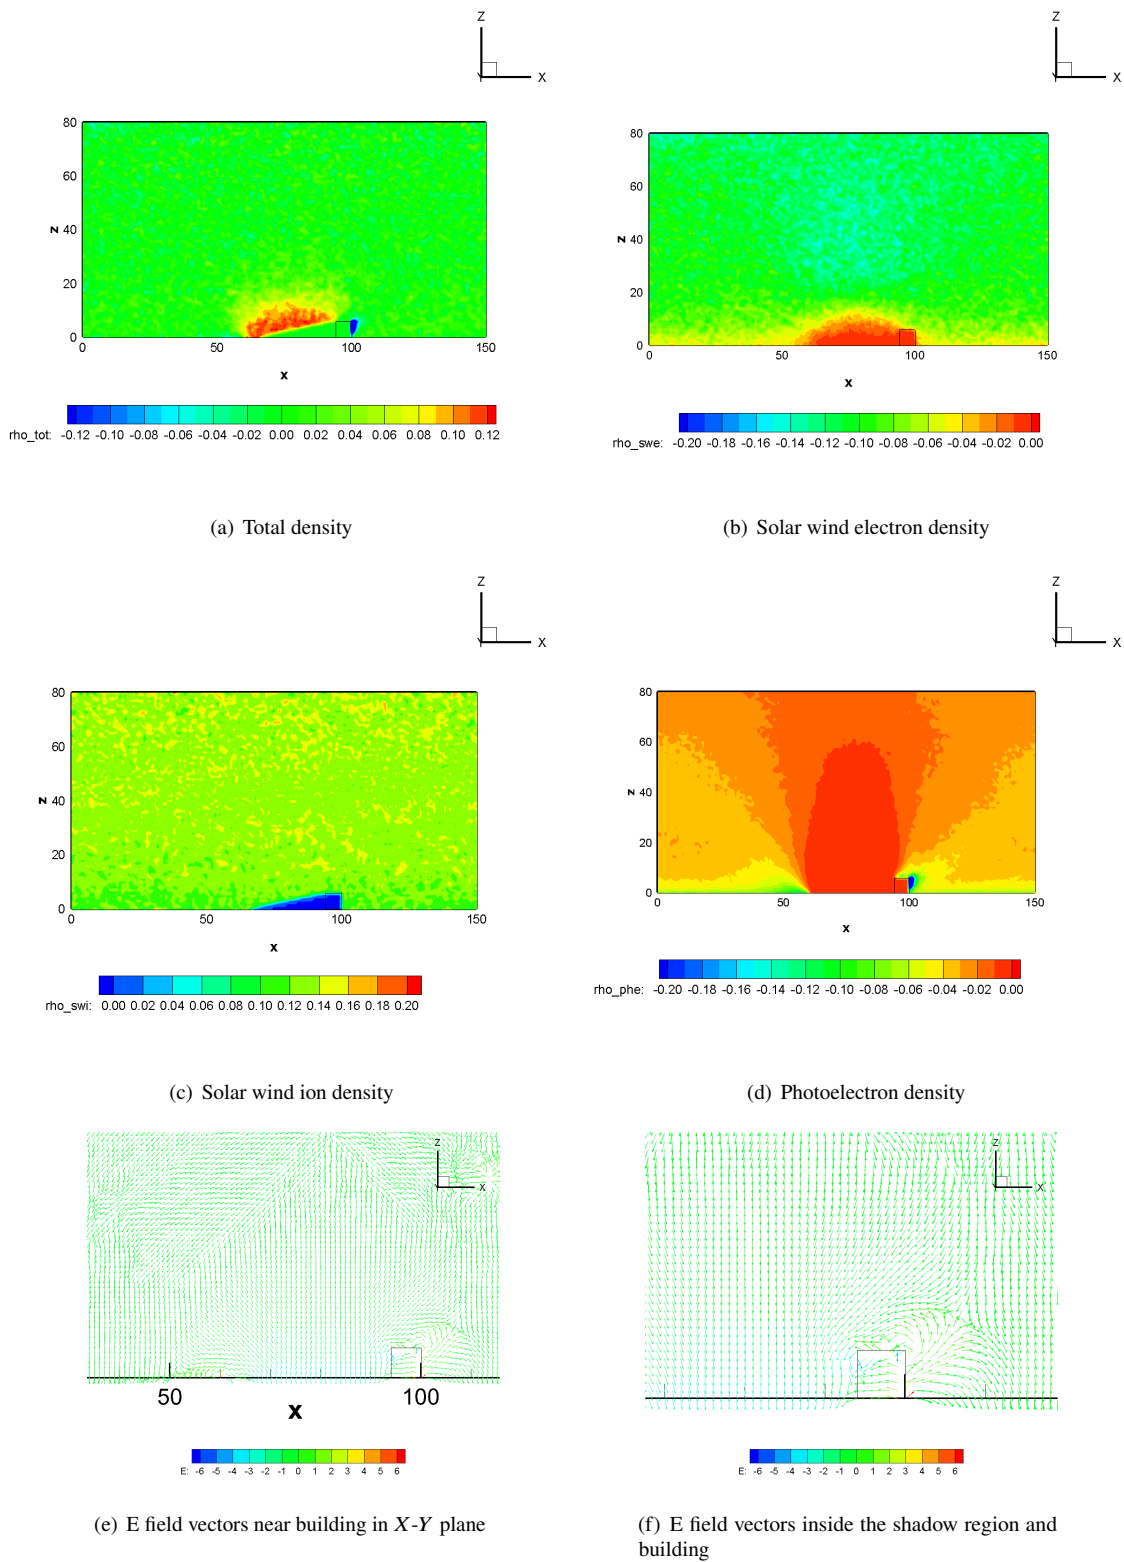 Z
X
Y
80
60
40
20
0
Z
0 50 100 150
X
rho_tot: -0.12 -0.10 -0.08 -0.06 -0.04 -0.02 0.00 0.02 0.04 0.06 0.08 0.10 0.12
(a) Total density
Z
X
Y
80
60
40
20
0
Z
0 50 100 150
X
rho_swe: -0.20 -0.18 -0.16 -0.14 -0.12 -0.10 -0.08 -0.06 -0.04 -0.02 0.00
(b) Solar wind electron density
Z
X
Y
80
60
40
20
0
Z
0 50 100 150
X
rho_swi: 0.00 0.02 0.04 0.06 0.08 0.10 0.12 0.14 0.16 0.18 0.20
(c) Solar wind ion density
Z
X
Y
80
60
40
20
0
Z
0 50 100 150
X
rho_phe: -0.20 -0.18 -0.16 -0.14 -0.12 -0.10 -0.08 -0.06 -0.04 -0.02 0.00
(d) Photoelectron density
Z
X
50 100
X
E: -6 -5 -4 -3 -2 -1 0 1 2 3 4 5 6
(e) E field vectors near building in X-Y plane
Z
X
E: -6 -5 -4 -3 -2 -1 0 1 2 3 4 5 6
(f) E field vectors inside the shadow region and
building